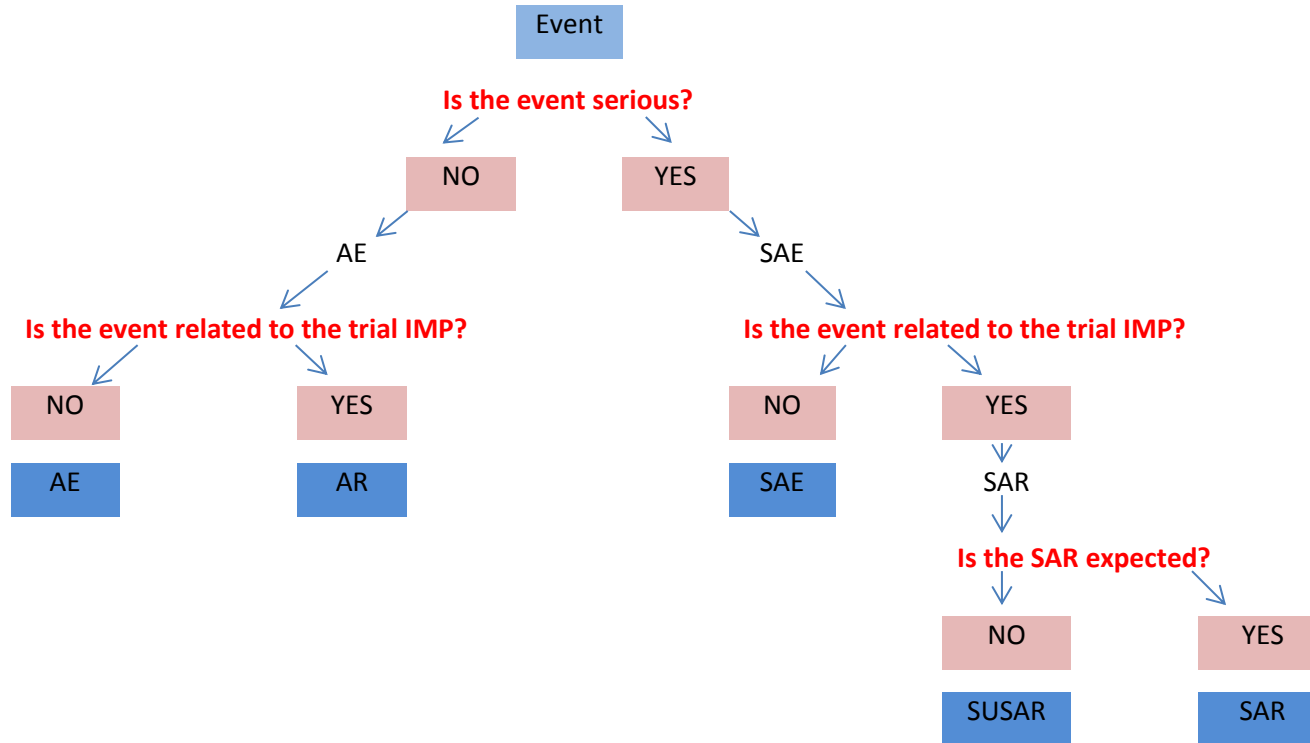 Event
Is the event serious?
NO YES
AE SAE
Is the event related to the trial IMP? Is the event related to the trial IMP?
NO YES NO YES
AE AR SAE SAR
Is the SAR expected?
NO YES
SUSAR SAR